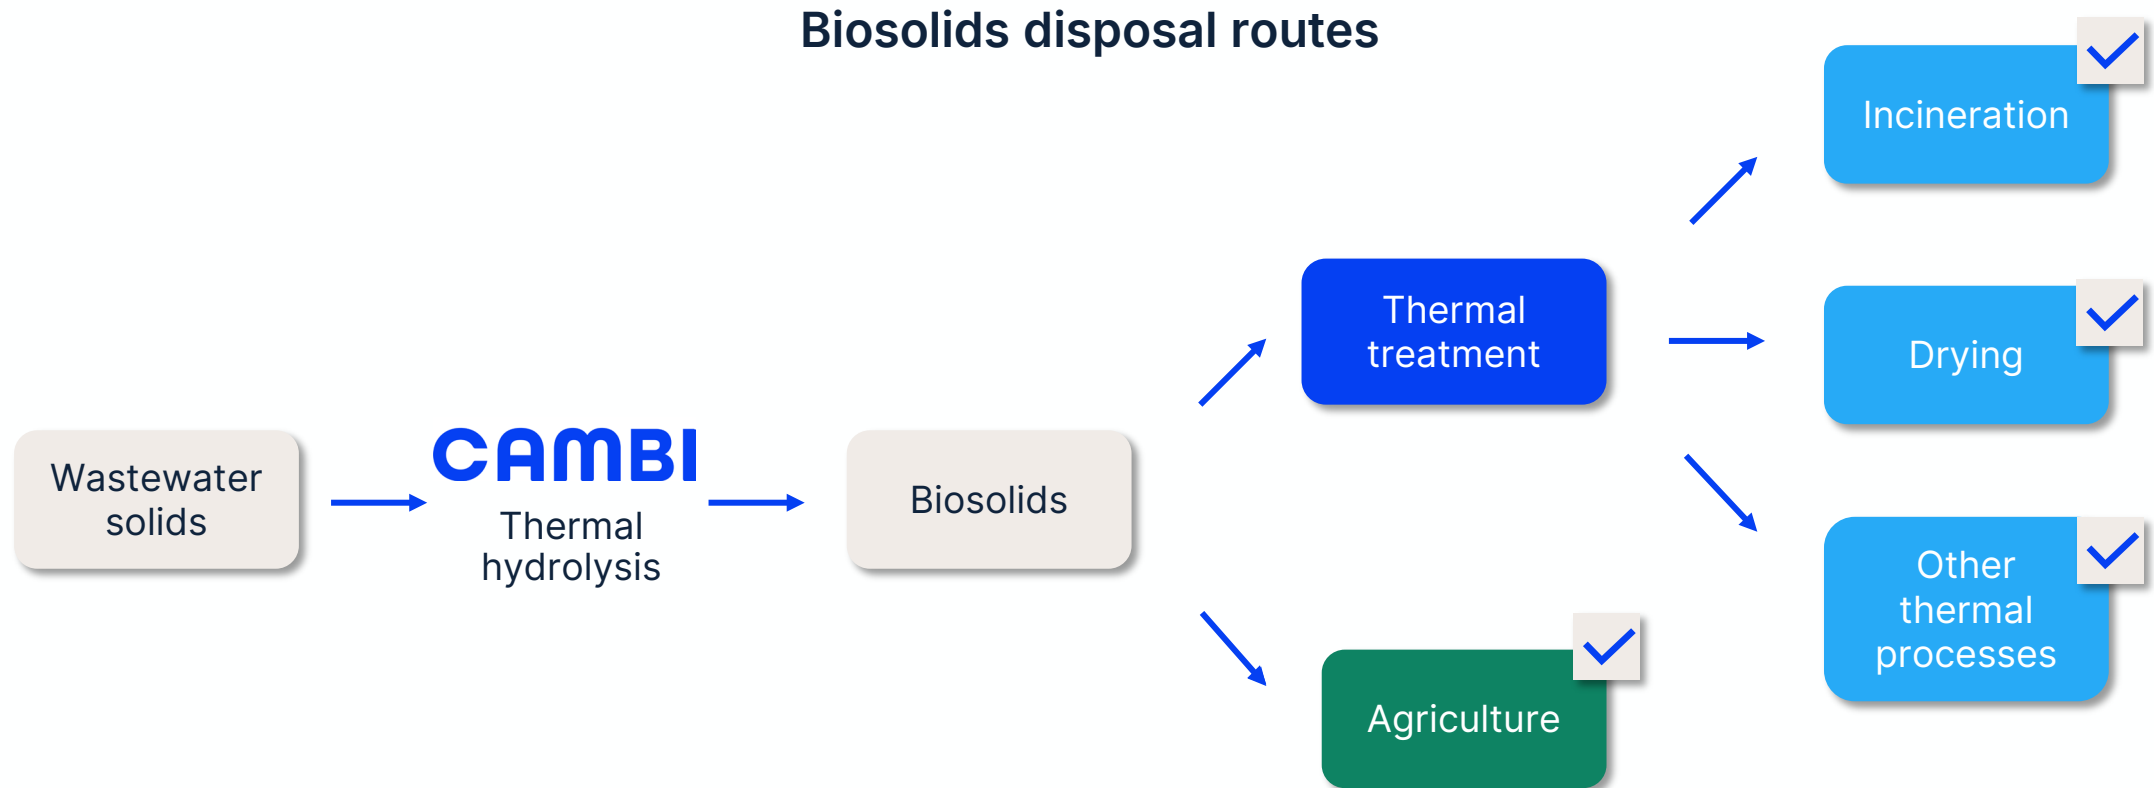 Biosolids disposal routes
Incineration
Thermal
treatment
Drying
Wastewater
solids
CAMBI
Thermal
hydrolysis
Biosolids
Other
thermal
processes
Agriculture